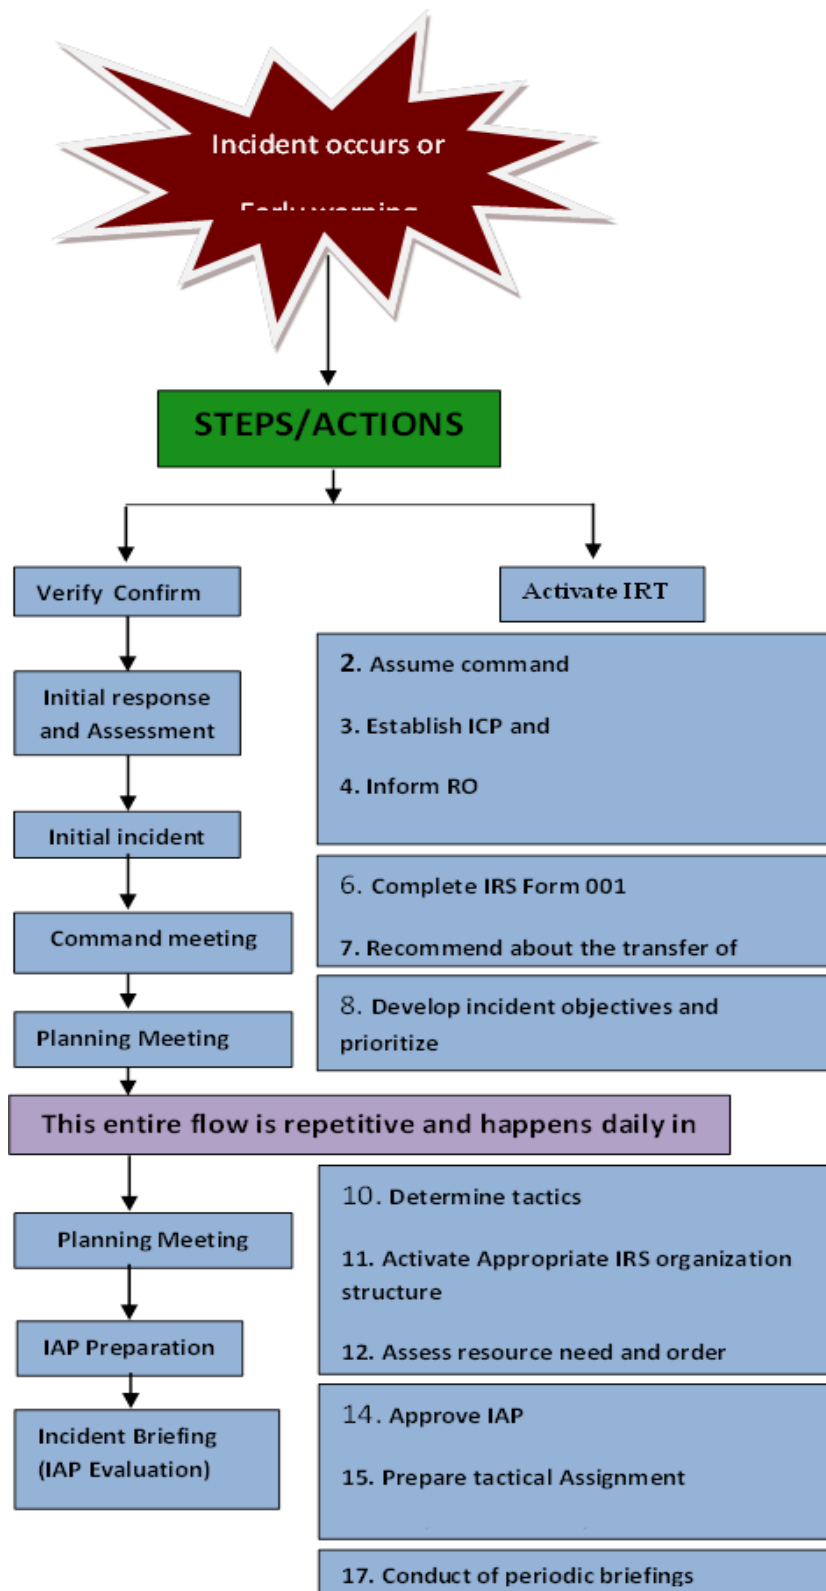 Incident occurs or
Early warning
STEPS/ACTIONS
Verify Confirm
Activate IRT
Initial response
and Assessment
Initial incident
Command meeting
Planning Meeting
2. Assume command
3. Establish ICP and
4. Inform RO
6. Complete IRS Form 001
7. Recommend about the transfer of
8. Develop incident objectives and
prioritize
This entire flow is repetitive and happens daily in
Planning Meeting
IAP Preparation
Incident Briefing
(IAP Evaluation)
10. Determine tactics
11. Activate Appropriate IRS organization
structure
12. Assess resource need and order
14. Approve IAP
15. Prepare tactical Assignment
17. Conduct of periodic briefings